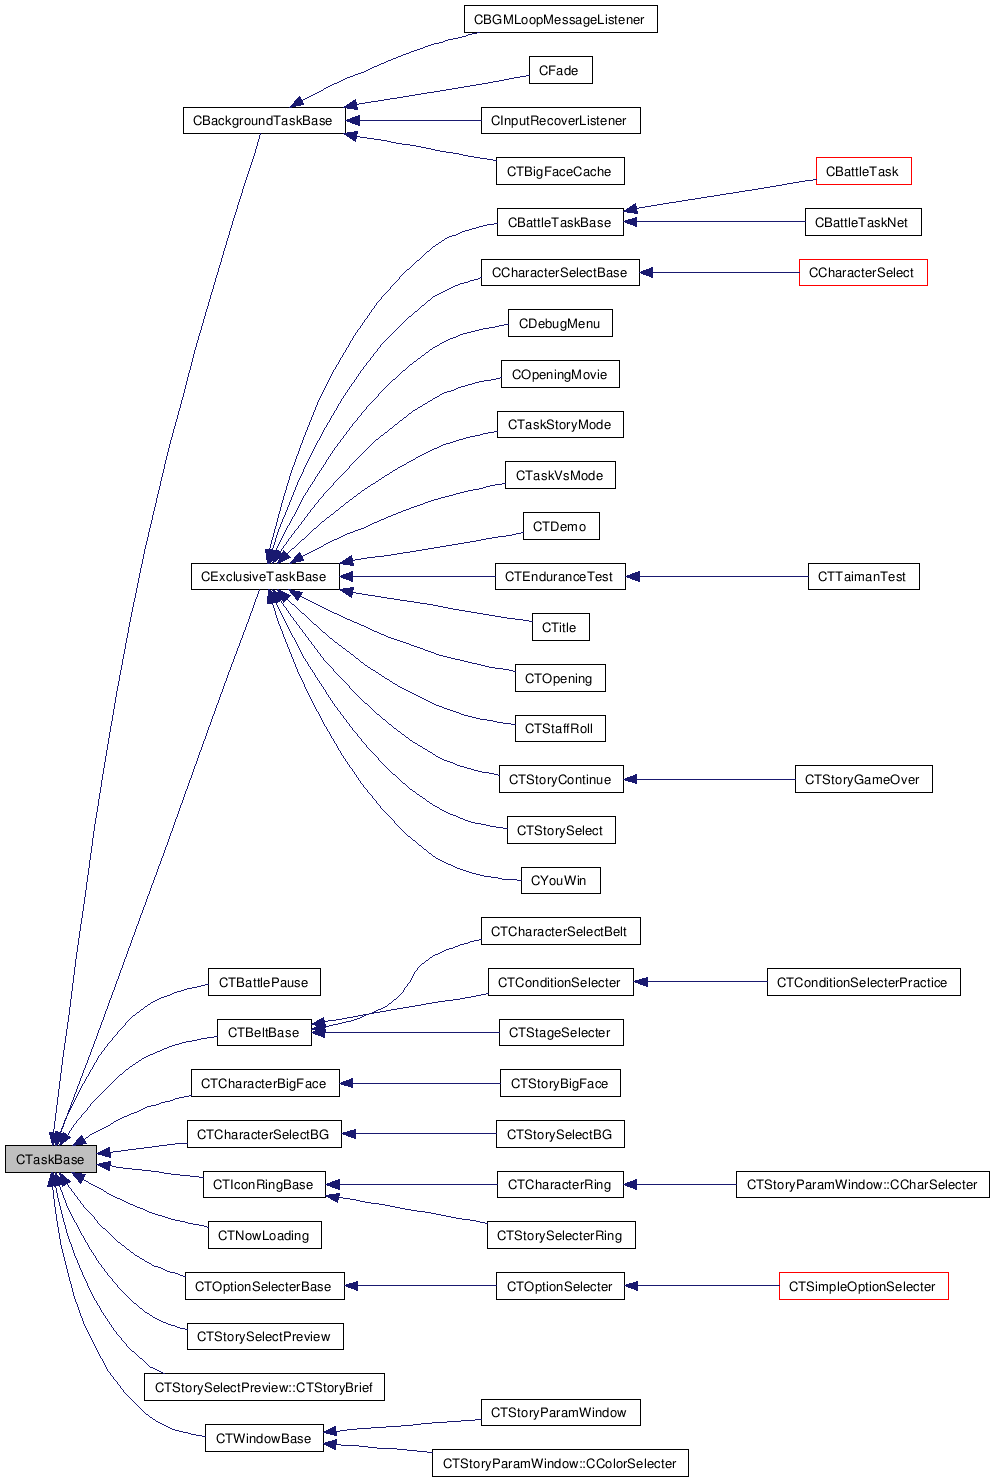 CBGMLoopMessageListener
CFade
CBackgroundTaskBase
CInputRecoverListener
CTBigFaceCache
CBattleTask
CBattleTaskBase
CBattleTaskNet
CCharacterSelectBase
CCharacterSelect
CDebugMenu
COpeningMovie
CTaskStoryMode
CTaskVsMode
CTDemo
CExclusiveTaskBase
CTEnduranceTest
CTTaimanTest
CTitle
CTOpening
CTStaffRoll
CTStoryContinue
CTStoryGameOver
CTStorySelect
CYouWin
CTCharacterSelectBelt
CTBattlePause
CTConditionSelecter
CTConditionSelecterPractice
CTBeltBase
CTStageSelecter
CTCharacterBigFace
CTStoryBigFace
CTCharacterSelectBG
CTStorySelectBG
CTaskBase
CTIconRingBase
CTCharacterRing
CTStoryParamWindow::CCharSelecter
CTNowLoading
CTStorySelecterRing
CTOptionSelecterBase
CTOptionSelecter
CTSimpleOptionSelecter
CTStorySelectPreview
CTStorySelectPreview::CTStoryBrief
CTStoryParamWindow
CTWindowBase
CTStoryParamWindow::CColorSelecter